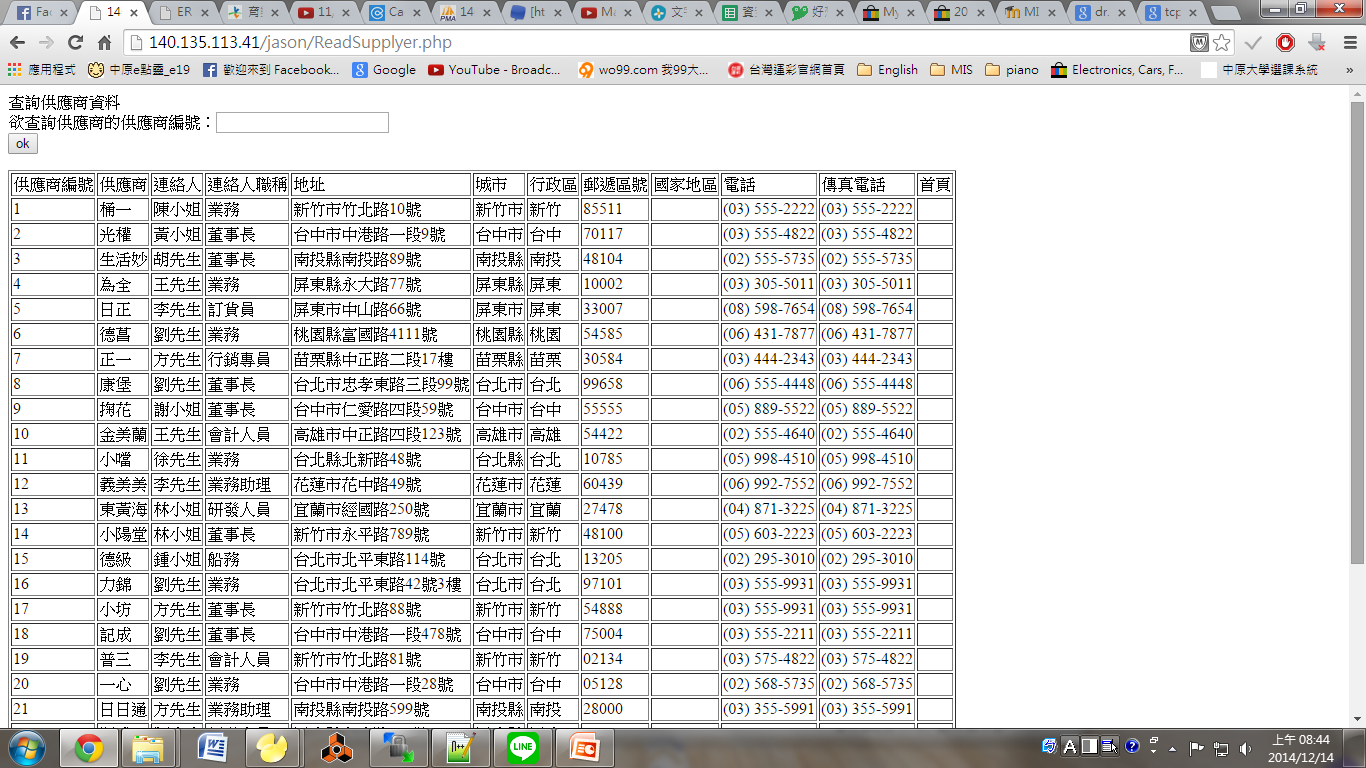 Fac 14 ER 育 11, Ca 14 [ht Mo 文 資 好 My 20 MI dr. tcp
140.135.113.41/jason/ReadSupplyer.php
應用程式 中原e點靈_e19 歡迎來到 Facebook... Google YouTube - Broadc... wo99.com 我99大... 台灣運彩官網首頁 English MIS piano Electronics, Cars, F... 中原大學選課系統 »
查詢供應商資料
欲查詢供應商的供應商編號：
ok
供應商編號 供應商 連絡人 連絡人職稱 地址 城市 行政區 郵遞區號 國家地區 電話 傳真電話 首頁
1 桶一 陳小姐 業務 新竹市竹北路10號 新竹市 新竹 85511 (03) 555-2222 (03) 555-2222
2 光權 黃小姐 董事長 台中市中港路一段9號 台中市 台中 70117 (03) 555-4822 (03) 555-4822
3 生活妙 胡先生 董事長 南投縣南投路89號 南投縣 南投 48104 (02) 555-5735 (02) 555-5735
4 為全 王先生 業務 屏東縣永大路77號 屏東縣 屏東 10002 (03) 305-5011 (03) 305-5011
5 日正 李先生 訂貨員 屏東市中山路66號 屏東市 屏東 33007 (08) 598-7654 (08) 598-7654
6 德菖 劉先生 業務 桃園縣富國路4111號 桃園縣 桃園 54585 (06) 431-7877 (06) 431-7877
7 正一 方先生 行銷專員 苗栗縣中正路二段17樓 苗栗縣 苗栗 30584 (03) 444-2343 (03) 444-2343
8 康堡 劉先生 董事長 台北市忠孝東路三段99號 台北市 台北 99658 (06) 555-4448 (06) 555-4448
9 掬花 謝小姐 董事長 台中市仁愛路四段59號 台中市 台中 55555 (05) 889-5522 (05) 889-5522
10 金美蘭 王先生 會計人員 高雄市中正路四段123號 高雄市 高雄 54422 (02) 555-4640 (02) 555-4640
11 小噹 徐先生 業務 台北縣北新路48號 台北縣 台北 10785 (05) 998-4510 (05) 998-4510
12 義美美 李先生 業務助理 花蓮市花中路49號 花蓮市 花蓮 60439 (06) 992-7552 (06) 992-7552
13 東黃海 林小姐 研發人員 宜蘭市經國路250號 宜蘭市 宜蘭 27478 (04) 871-3225 (04) 871-3225
14 小陽堂 林小姐 董事長 新竹市永平路789號 新竹市 新竹 48100 (05) 603-2223 (05) 603-2223
15 德級 鍾小姐 船務 台北市北平東路114號 台北市 台北 13205 (02) 295-3010 (02) 295-3010
16 力錦 劉先生 業務 台北市北平東路42號3樓 台北市 台北 97101 (03) 555-9931 (03) 555-9931
17 小坊 方先生 董事長 新竹市竹北路88號 新竹市 新竹 54888 (03) 555-9931 (03) 555-9931
18 記成 劉先生 董事長 台中市中港路一段478號 台中市 台中 75004 (03) 555-2211 (03) 555-2211
19 普三 李先生 會計人員 新竹市竹北路81號 新竹市 新竹 02134 (03) 575-4822 (03) 575-4822
20 一心 劉先生 業務 台中市中港路一段28號 台中市 台中 05128 (02) 568-5735 (02) 568-5735
21 日日通 方先生 業務助理 南投縣南投路599號 南投縣 南投 28000 (03) 355-5991 (03) 355-5991
LINE A 上午 08:44
2014/12/14